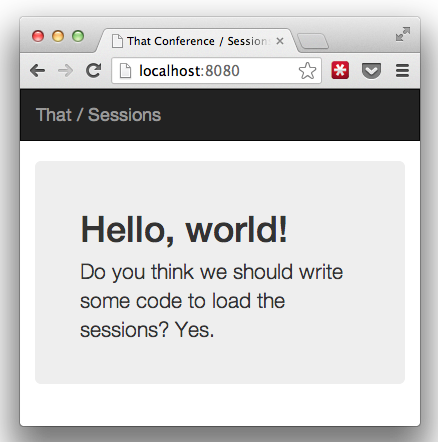 That Conference / Session
localhost:8080
That / Sessions
Hello, world!
Do you think we should write
some code to load the
sessions? Yes.